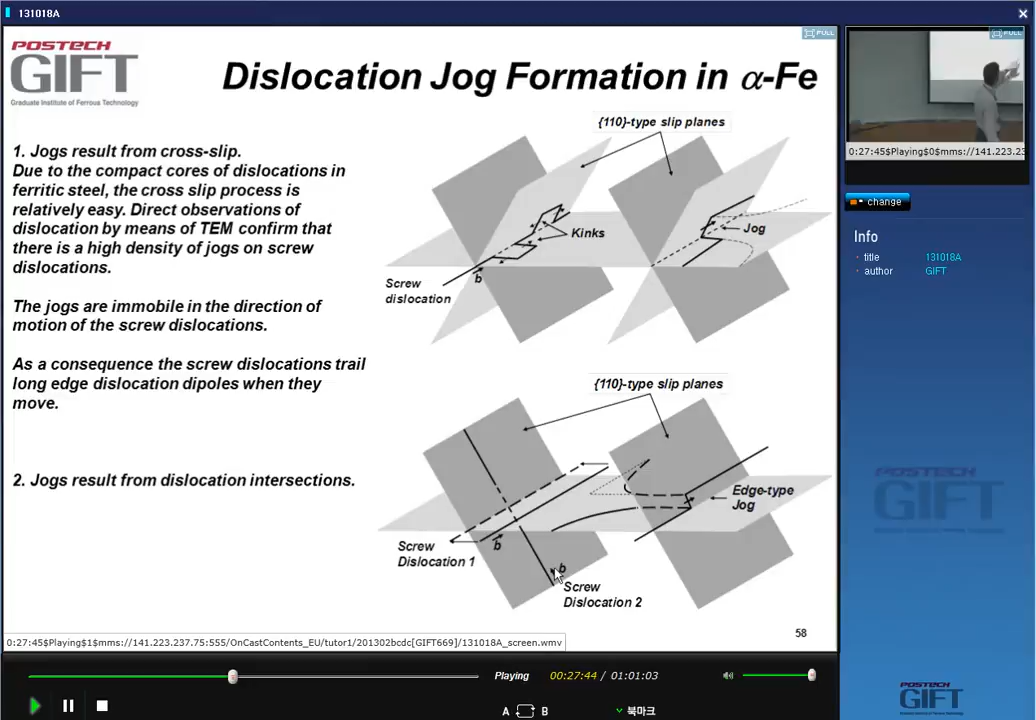 131018A
POSTECH
GIFT
Graduate Institute of Ferrous Technology
FULL
Dislocation Jog Formation in α-Fe
1. Jogs result from cross-slip.
Due to the compact cores of dislocations in
ferritic steel, the cross slip process is
relatively easy. Direct observations of
dislocation by means of TEM confirm that
there is a high density of jogs on screw
dislocations.
The jogs are immobile in the direction of
motion of the screw dislocations.
As a consequence the screw dislocations trail
long edge dislocation dipoles when they
move.
2. Jogs result from dislocation intersections.
{110}-type slip planes
Kinks
Jog
b
Screw
dislocation
{110}-type slip planes
Edge-type
Jog
Screw
Dislocation 1
b
b
Screw
Dislocation 2
58
0:27:45$Playing$1$mms://141.223.237.75:555/OnCastContents_EU/tutor1/201302bcdc[GIFT669]/131018A_screen.wmv
Playing
00:27:44 / 01:01:03
A B
북마크
FULL
0:27:45$Playing$0$mms://141.223.23
change
Info
title 131018A
author GIFT
POSTECH
GIFT
POSTECH
GIFT